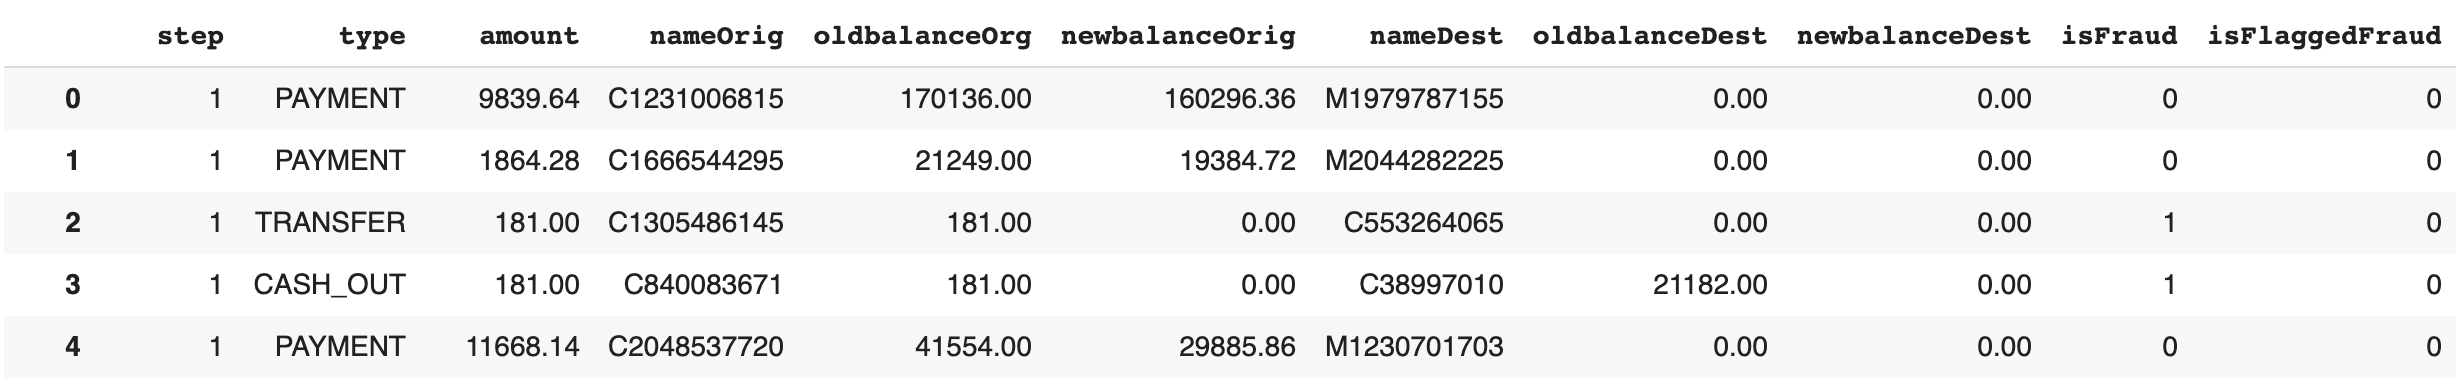 step type amount nameOrig oldbalanceOrg newbalanceOrig nameDest oldbalanceDest newbalanceDest isFraud isFlaggedFraud
0 1 PAYMENT 9839.64 C1231006815 170136.00 160296.36 M1979787155 0.00 0.00 0 0
1 1 PAYMENT 1864.28 C1666544295 21249.00 19384.72 M2044282225 0.00 0.00 0 0
2 1 TRANSFER 181.00 C1305486145 181.00 0.00 C553264065 0.00 0.00 1 0
3 1 CASH_OUT 181.00 C840083671 181.00 0.00 C38997010 21182.00 0.00 1 0
4 1 PAYMENT 11668.14 C2048537720 41554.00 29885.86 M1230701703 0.00 0.00 0 0